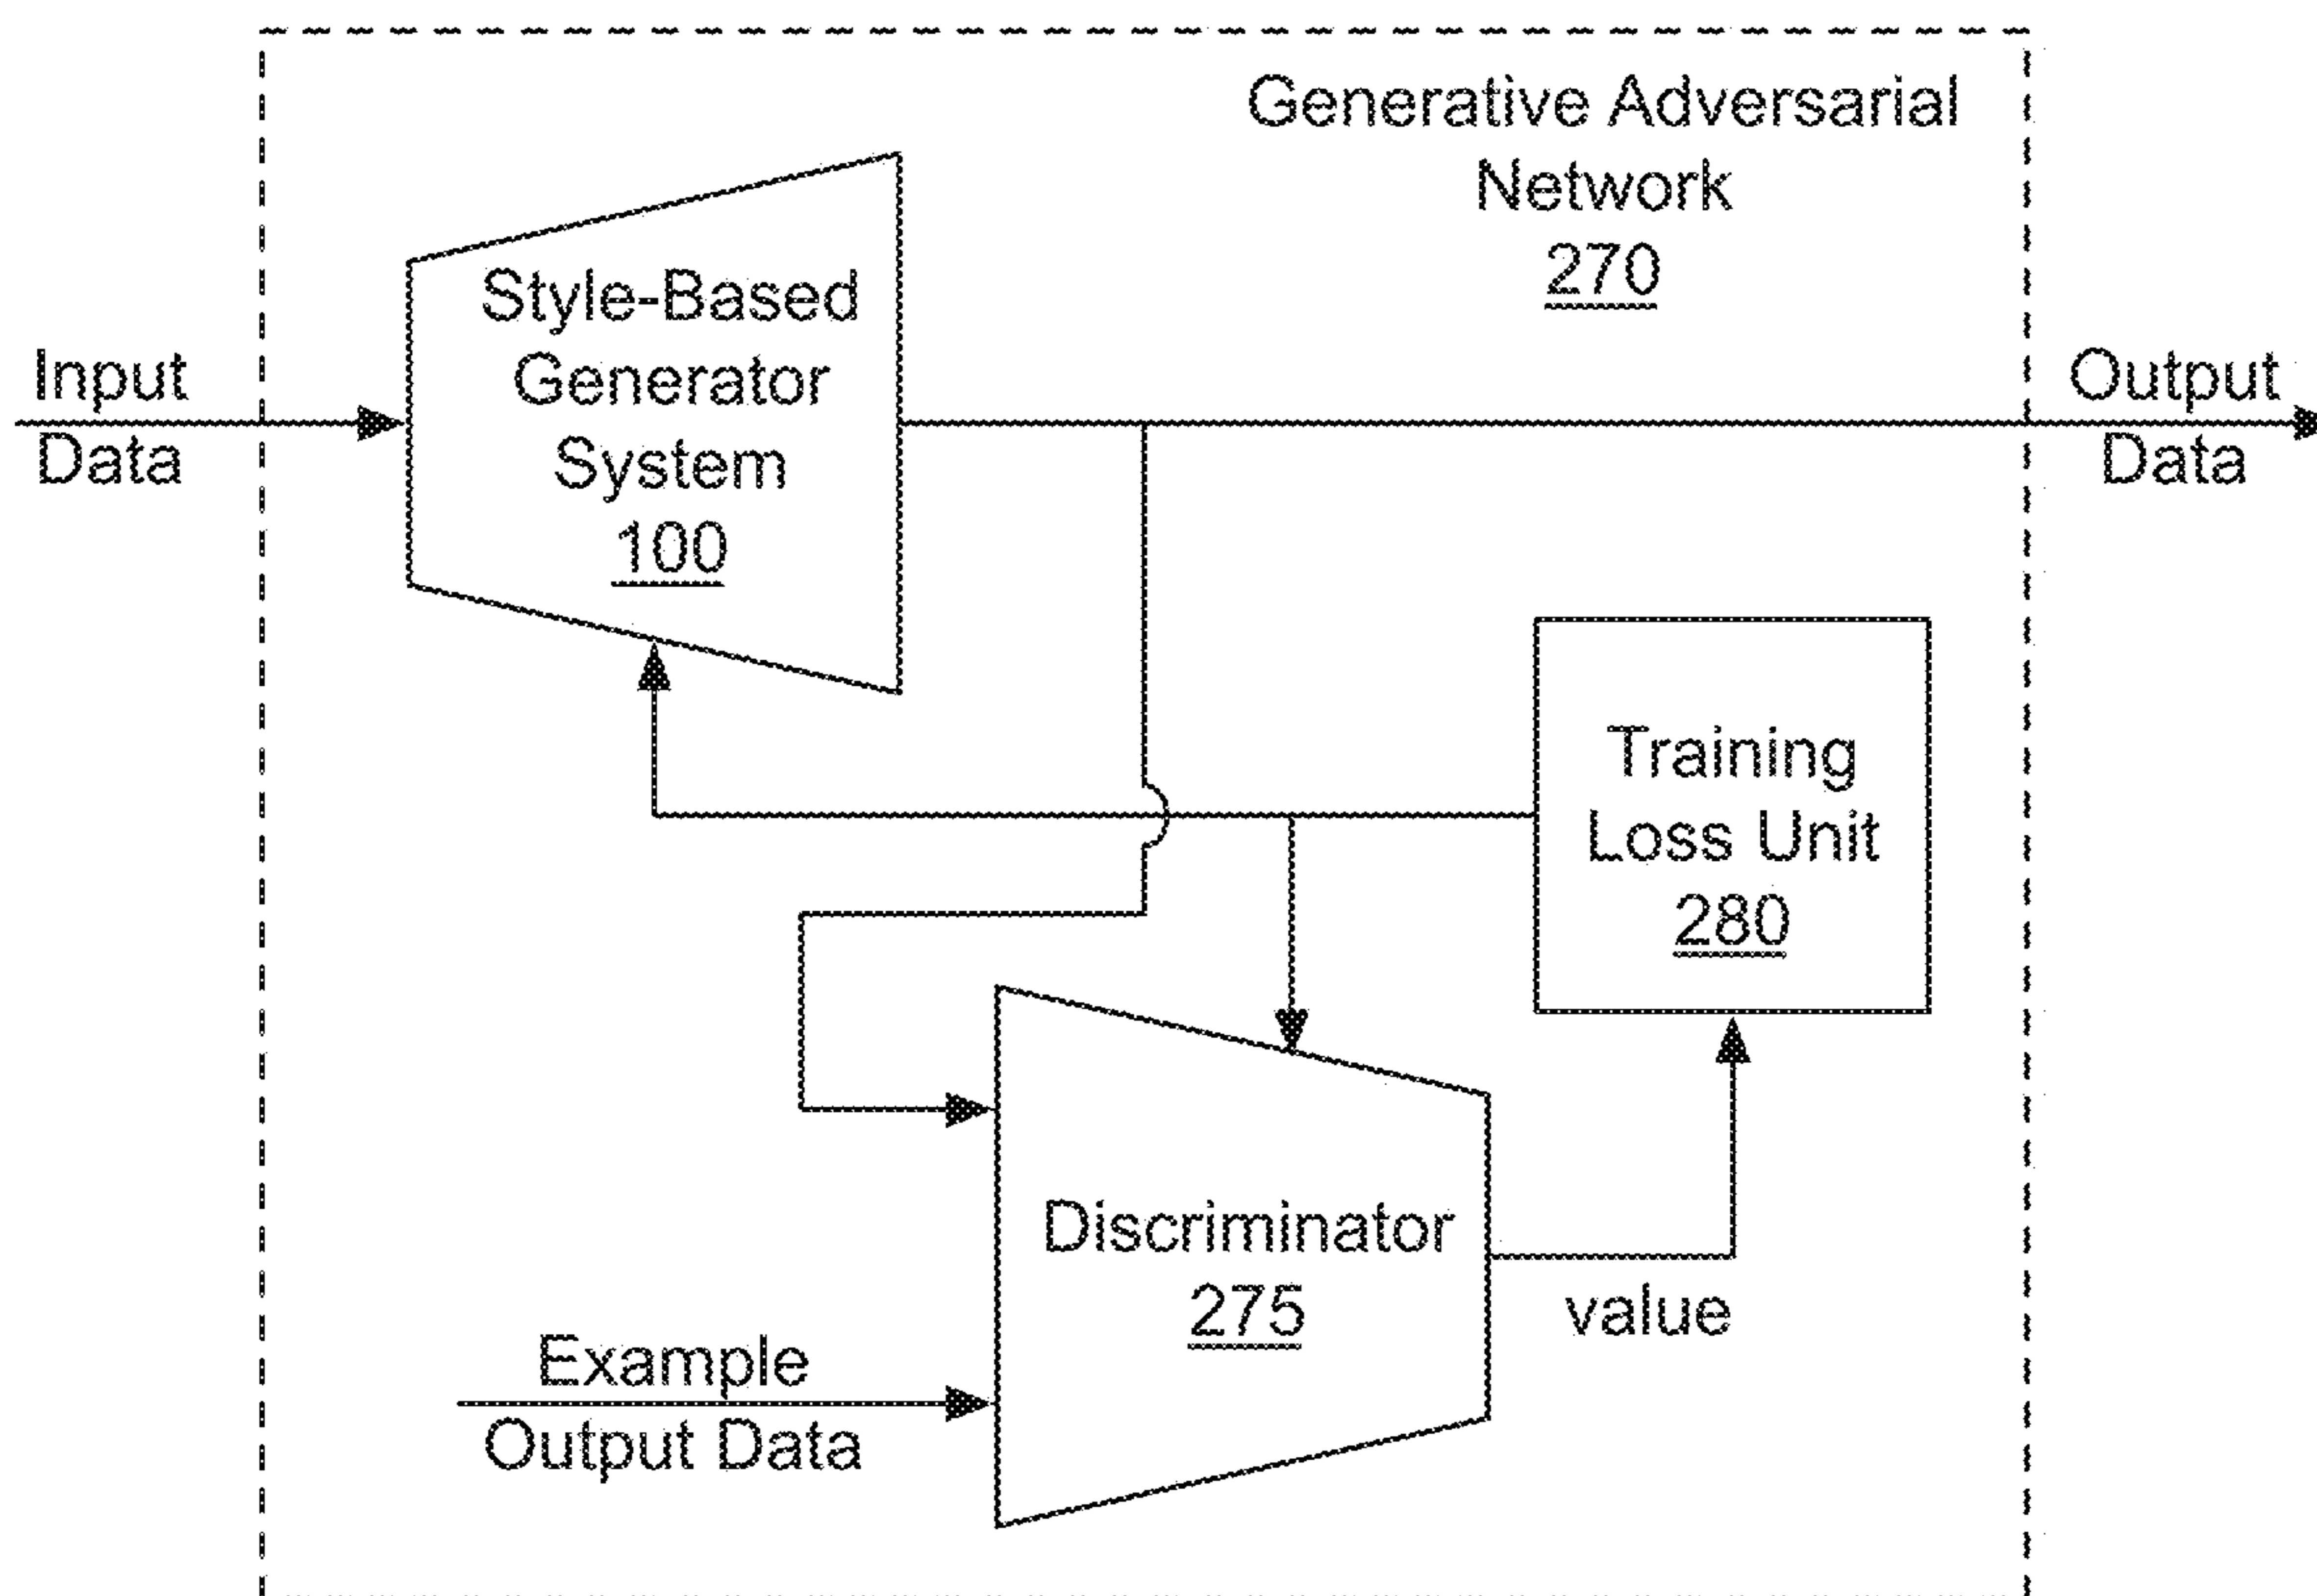 Generative Adversarial
Network
270
Style-Based
Generator
System
100
Input
Data
Output
Data
Training
Loss Unit
280
Discriminator
275
value
Example
Output Data